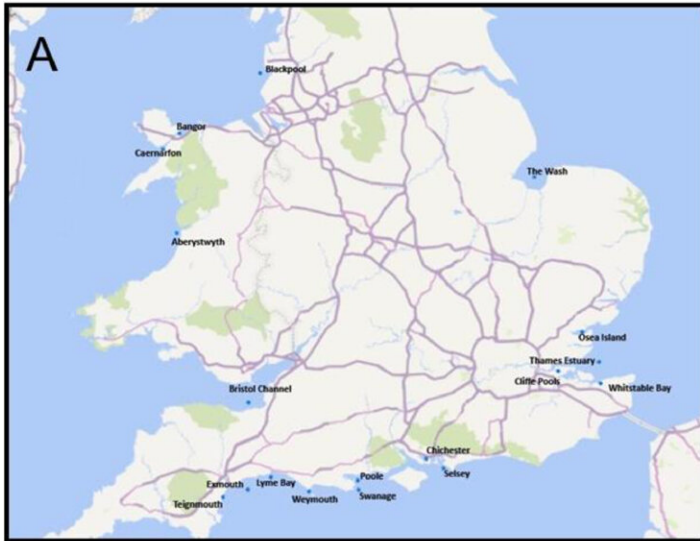 A
Blackpool
Bangor
Caernarfon
The Wash
Aberystwyth
Osea Island
Thames Estuary
Cliffe Pools
Whitstable Bay
Bristol Channel
Chichester
Selsey
Exmouth
Lyme Bay
Poole
Teignmouth
Weymouth
Swanage